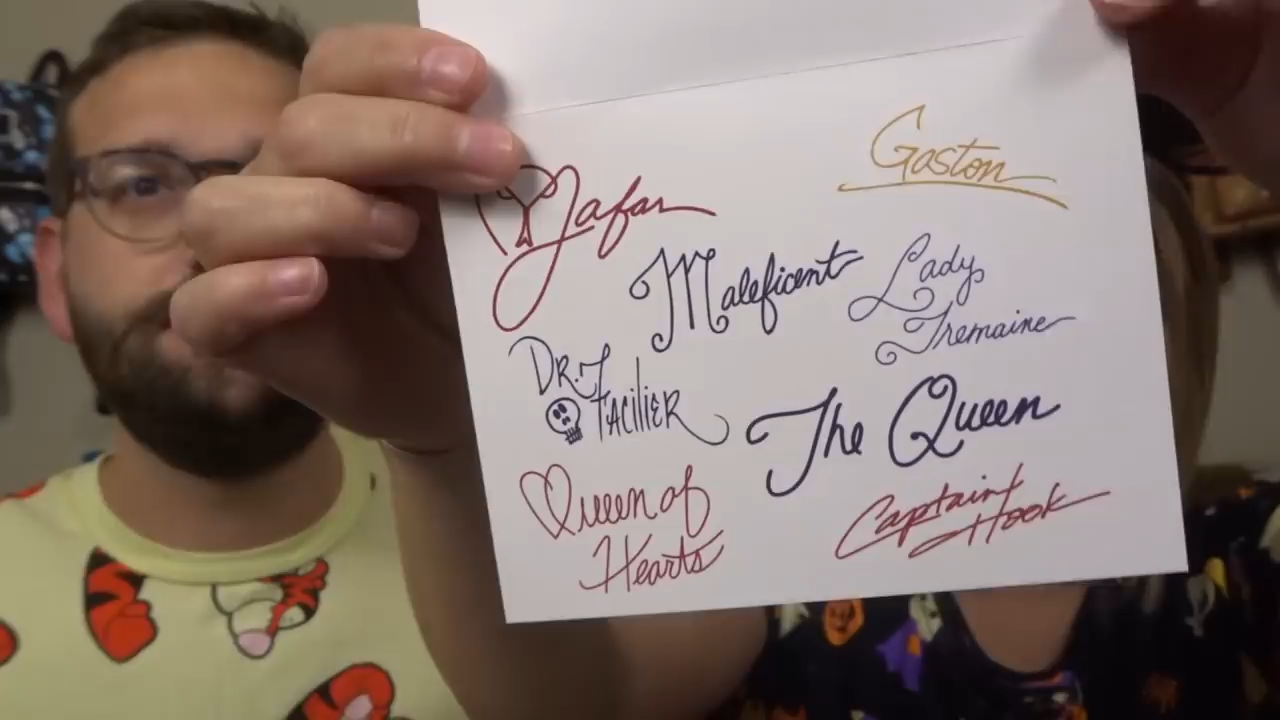 Gaston
Jafar
Maleficent
Lady
Tremaine
Dr.
Facilier
The Queen
Queen of
Hearts
Captain
Hook